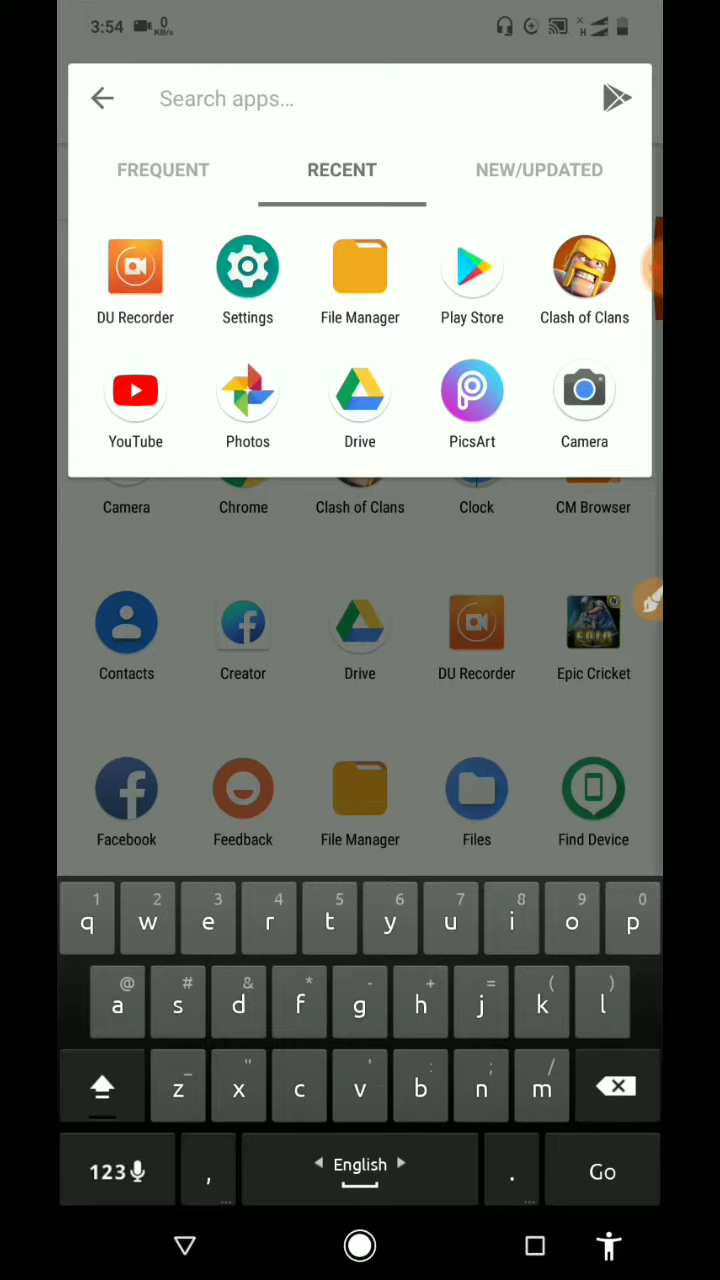 3:54 0 KB/s H
Search apps…
FREQUENT RECENT NEW/UPDATED
DU Recorder Settings File Manager Play Store Clash of Clans
YouTube Photos Drive PicsArt Camera
Camera Chrome Clash of Clans Clock CM Browser
Contacts Creator Drive DU Recorder Epic Cricket
Facebook Feedback File Manager Files Find Device
1 2 3 4 5 6 7 8 9 0
q w e r t y u i o p
@ # & * - + = ( )
a s d f g h j k l
_ " ' : ; /
z x c v b n m
123 , English . Go